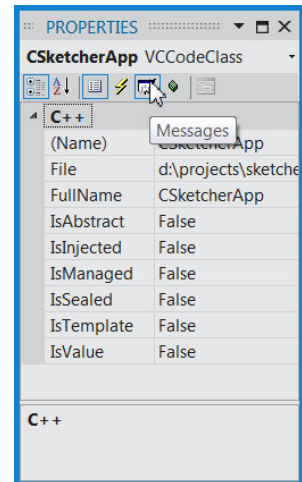 PROPERTIES
CSketcherApp VCCodeClass
C++
Messages
(Name) CSketcherApp
File d:\projects\sketche
FullName CSketcherApp
IsAbstract False
IsInjected False
IsManaged False
IsSealed False
IsTemplate False
IsValue False
C++